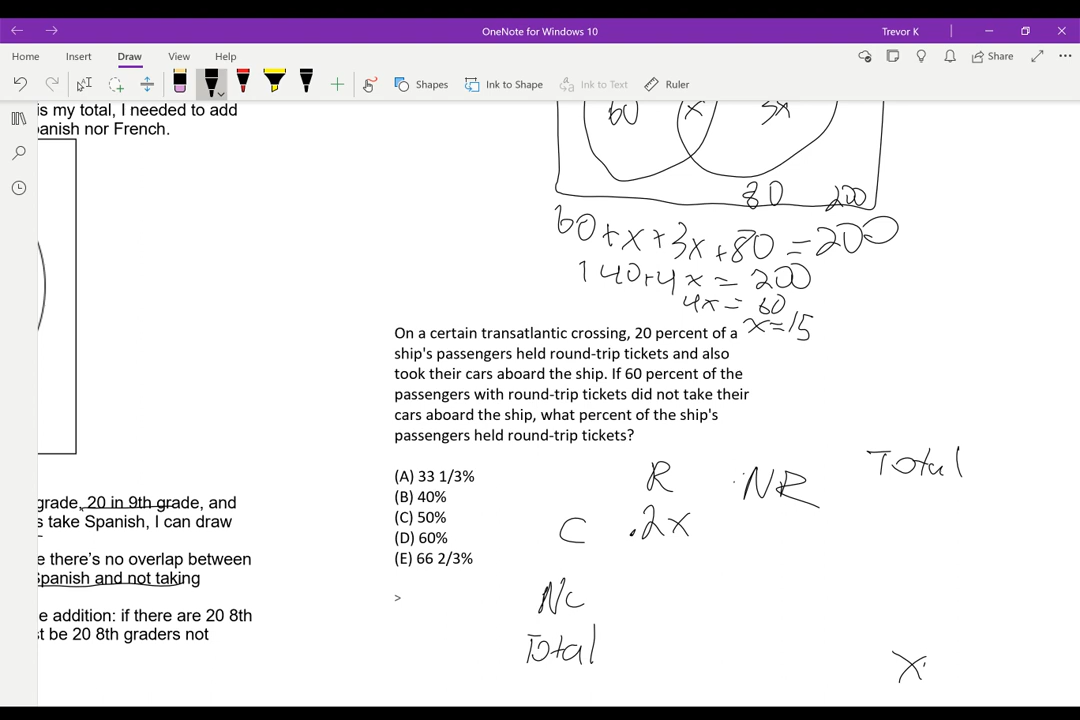 OneNote for Windows 10
Trevor K
Home Insert Draw View Help
Share
Shapes Ink to Shape Ink to Text Ruler
is my total, I needed to add
panish nor French.
60 x 3x
80 200
60 + x + 3x + 80 = 200
140 + 4x = 200
4x = 60
x = 15
On a certain transatlantic crossing, 20 percent of a
ship's passengers held round-trip tickets and also
took their cars aboard the ship. If 60 percent of the
passengers with round-trip tickets did not take their
cars aboard the ship, what percent of the ship's
passengers held round-trip tickets?
(A) 33 1/3%
(B) 40%
(C) 50%
(D) 60%
(E) 66 2/3%
>
R NR Total
C .2x
NC
Total x
grade, 20 in 9th grade, and
s take Spanish, I can draw
e there's no overlap between
Spanish and not taking
e addition: if there are 20 8th
t be 20 8th graders not